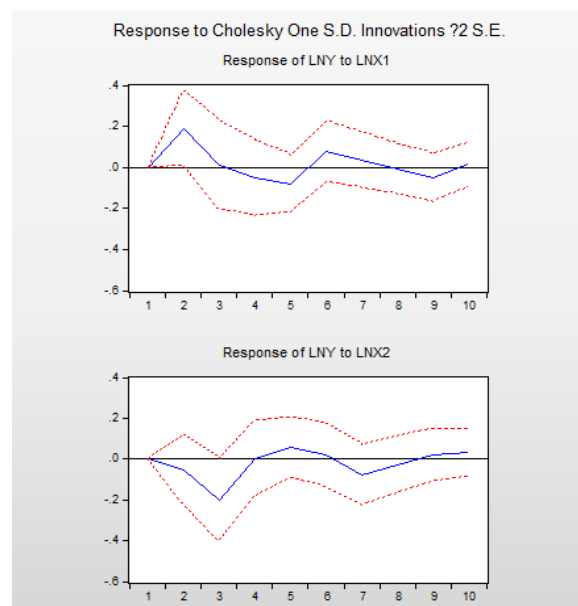 Response to Cholesky One S.D. Innovations ?2 S.E.
Response of LNY to LNX1
.4
.2
.0
-.2
-.4
-.6
1 2 3 4 5 6 7 8 9 10
Response of LNY to LNX2
.4
.2
.0
-.2
-.4
-.6
1 2 3 4 5 6 7 8 9 10